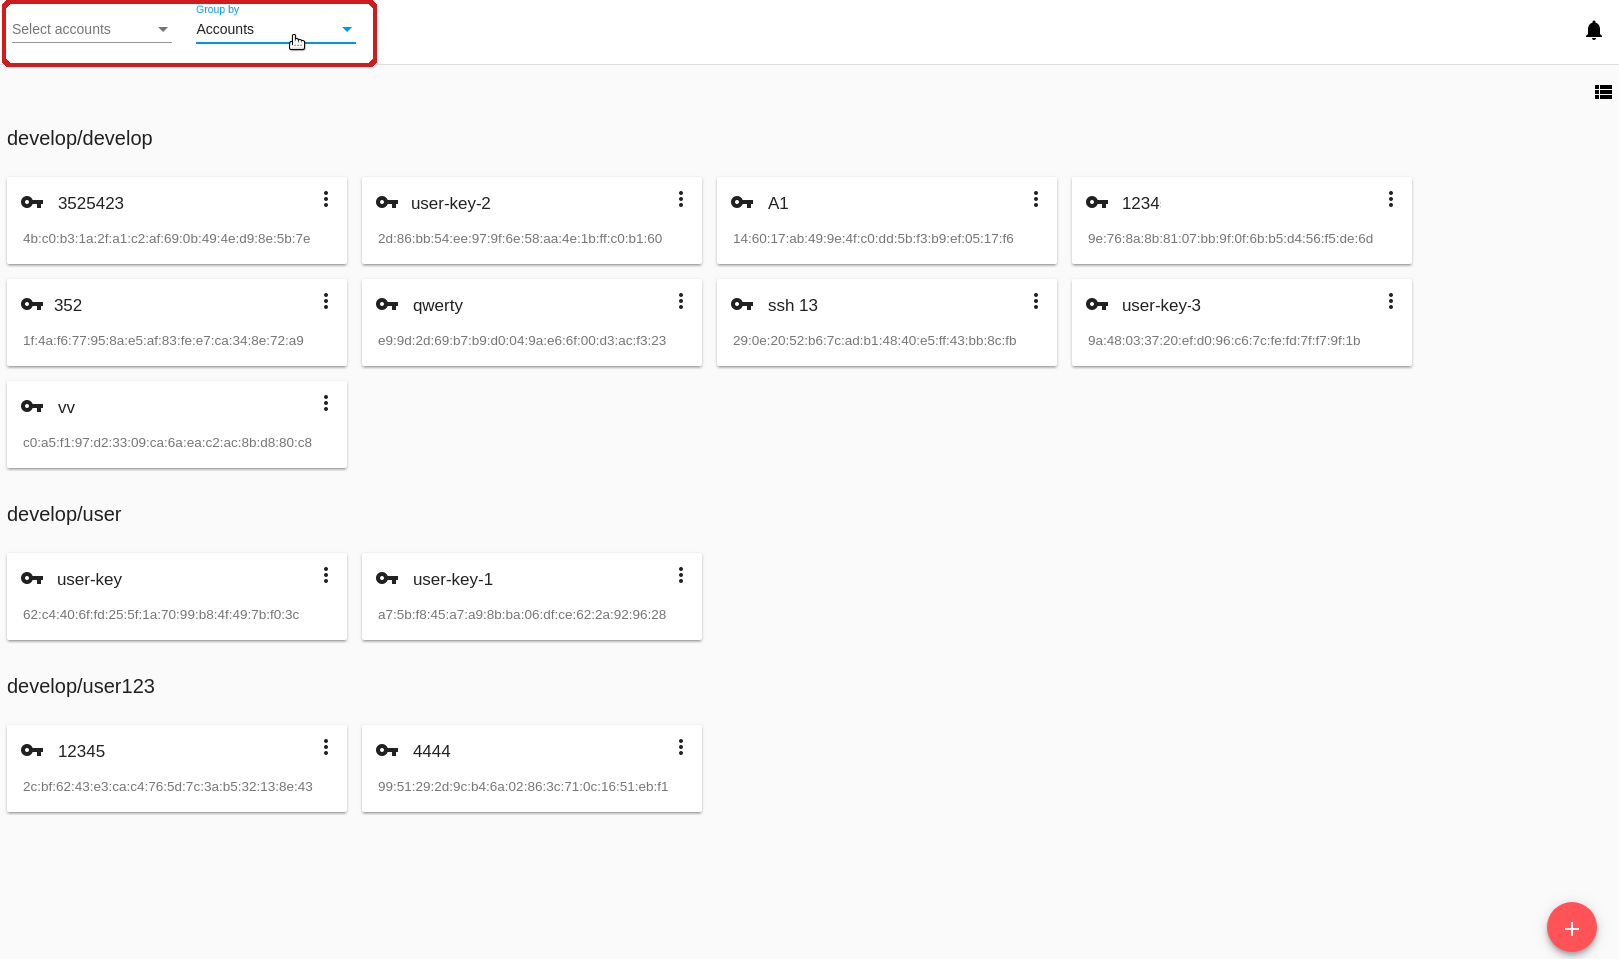 Group by
Select accounts Accounts
develop/develop
3525423 user-key-2 A1 1234
4b:c0:b3:1a:2f:a1:c2:af:69:0b:49:4e:d9:8e:5b:7e 2d:86:bb:54:ee:97:9f:6e:58:aa:4e:1b:ff:c0:b1:60 14:60:17:ab:49:9e:4f:c0:dd:5b:f3:b9:ef:05:17:f6 9e:76:8a:8b:81:07:bb:9f:0f:6b:b5:d4:56:f5:de:6d
352 qwerty ssh 13 user-key-3
1f:4a:f6:77:95:8a:e5:af:83:fe:e7:ca:34:8e:72:a9 e9:9d:2d:69:b7:b9:d0:04:9a:e6:6f:00:d3:ac:f3:23 29:0e:20:52:b6:7c:ad:b1:48:40:e5:ff:43:bb:8c:fb 9a:48:03:37:20:ef:d0:96:c6:7c:fe:fd:7f:f7:9f:1b
vv
c0:a5:f1:97:d2:33:09:ca:6a:ea:c2:ac:8b:d8:80:c8
develop/user
user-key user-key-1
62:c4:40:6f:fd:25:5f:1a:70:99:b8:4f:49:7b:f0:3c a7:5b:f8:45:a7:a9:8b:ba:06:df:ce:62:2a:92:96:28
develop/user123
12345 4444
2c:bf:62:43:e3:ca:c4:76:5d:7c:3a:b5:32:13:8e:43 99:51:29:2d:9c:b4:6a:02:86:3c:71:0c:16:51:eb:f1